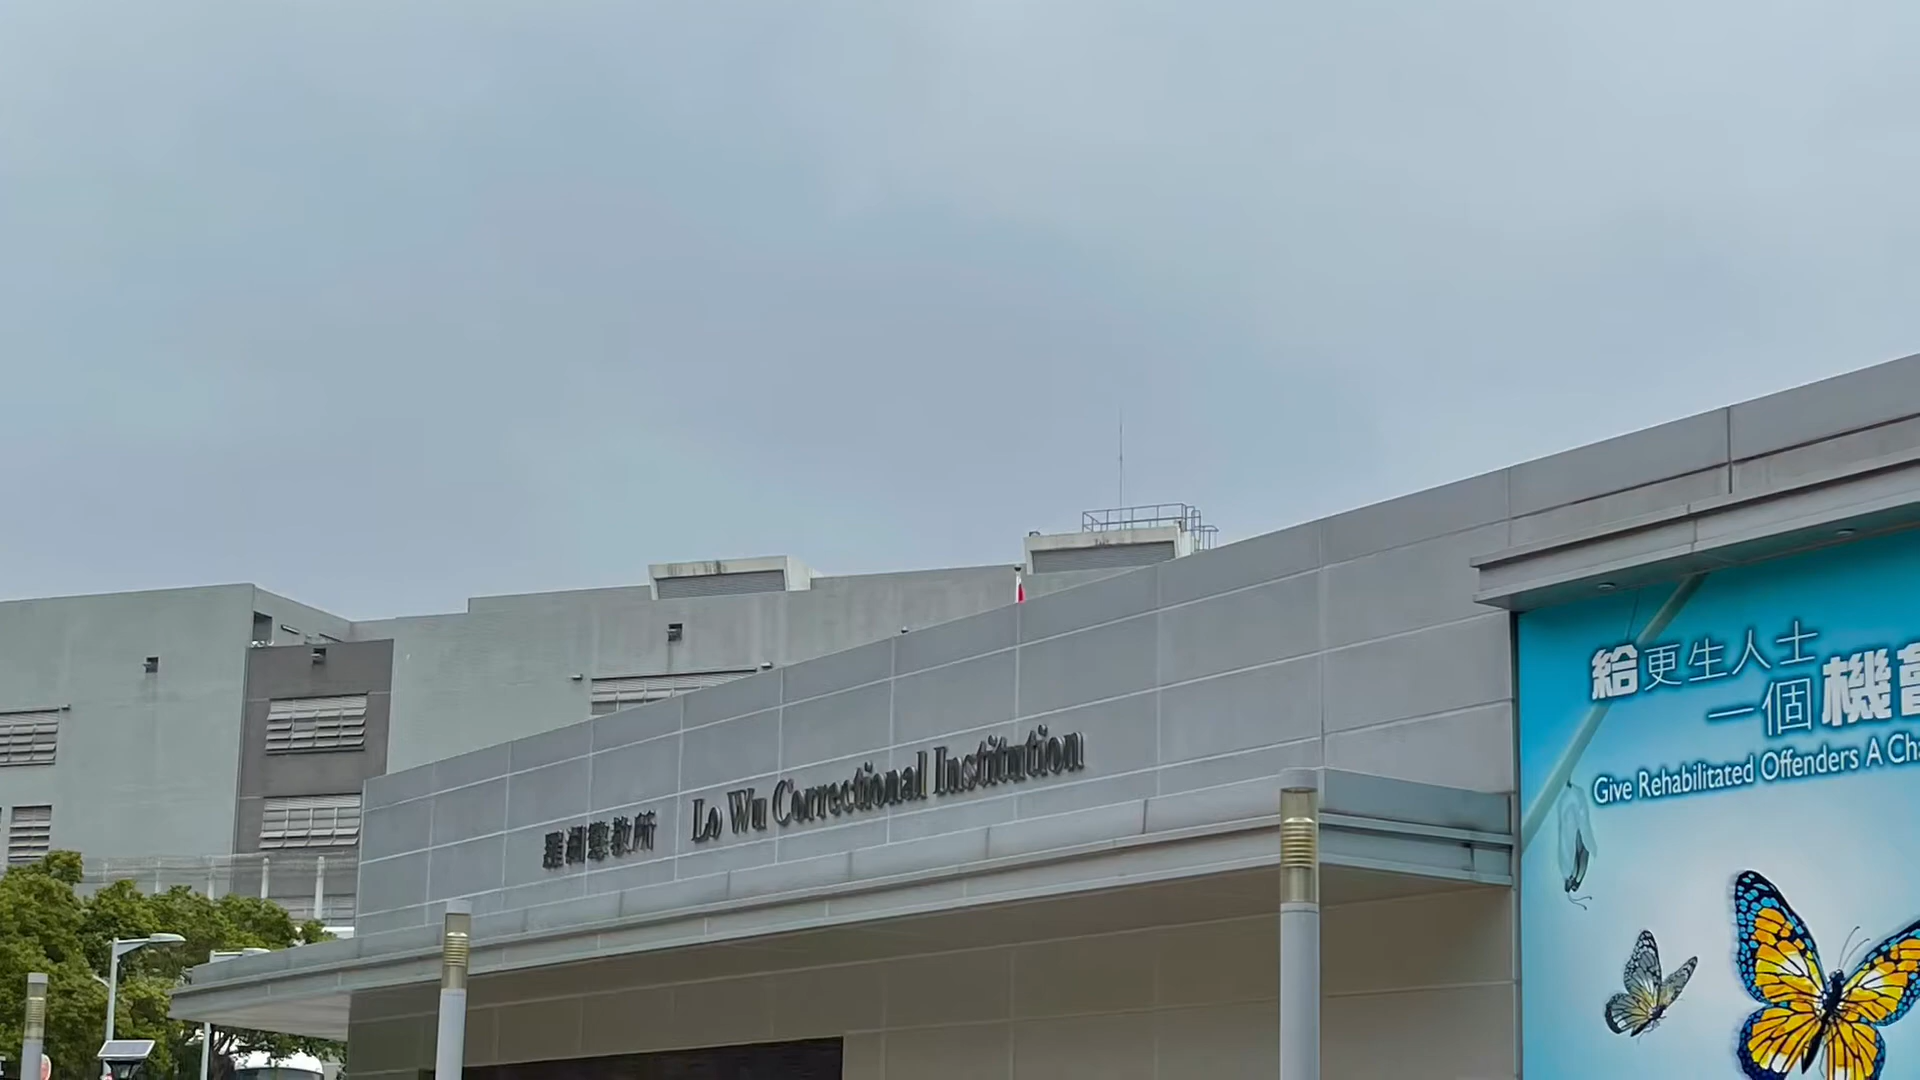 羅湖懲教所 Lo Wu Correctional Institution
給更生人士
一個機會
Give Rehabilitated Offenders A